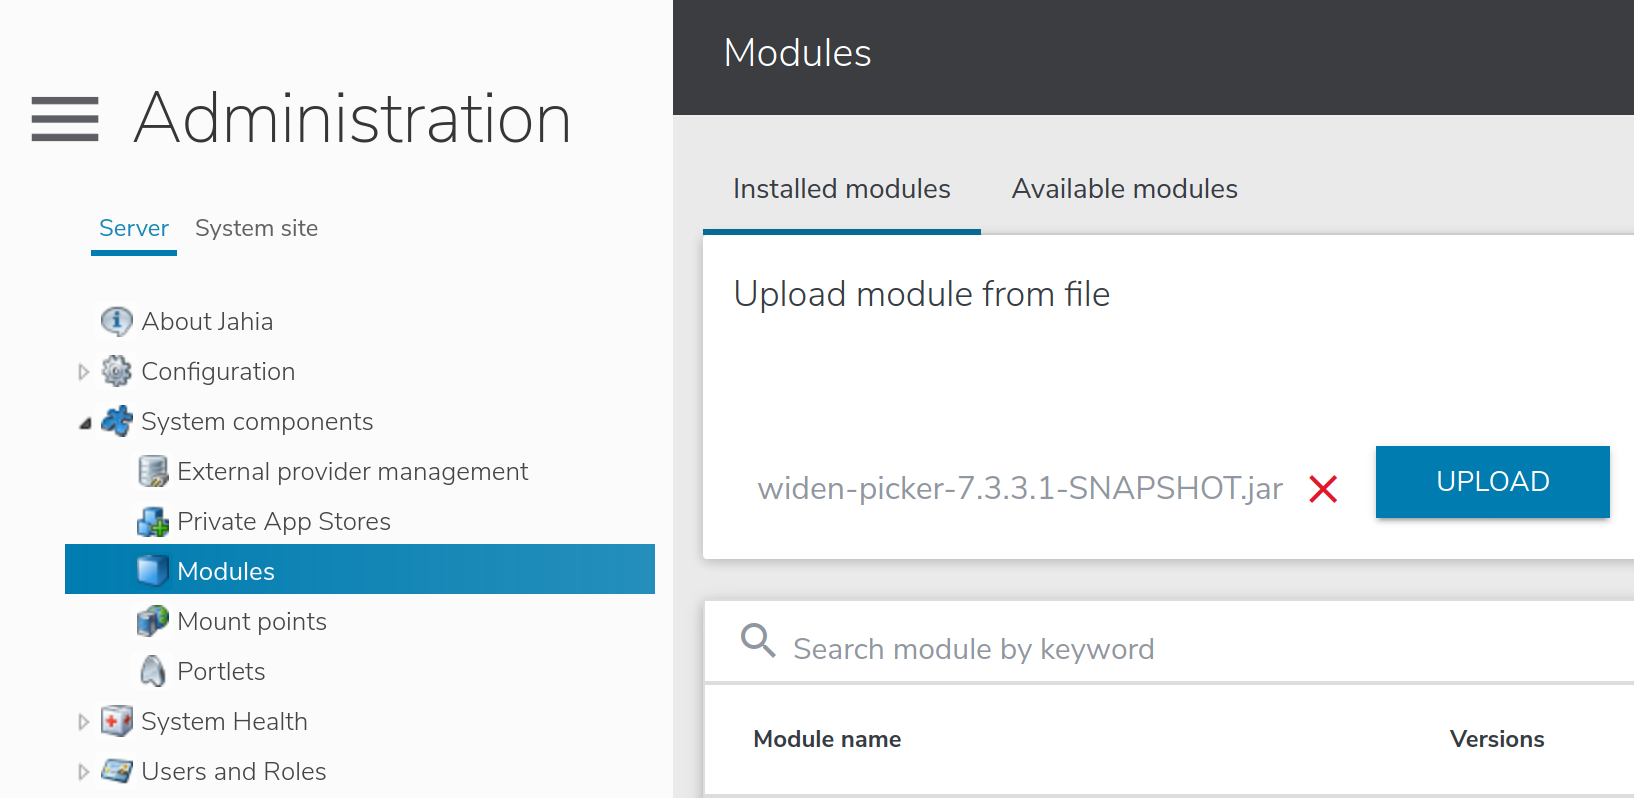 Administration
Server
System site
About Jahia
Configuration
System components
External provider management
Private App Stores
Modules
Mount points
Portlets
System Health
Users and Roles
Modules
Installed modules
Available modules
Upload module from file
widen-picker-7.3.3.1-SNAPSHOT.jar
UPLOAD
Search module by keyword
Module name
Versions